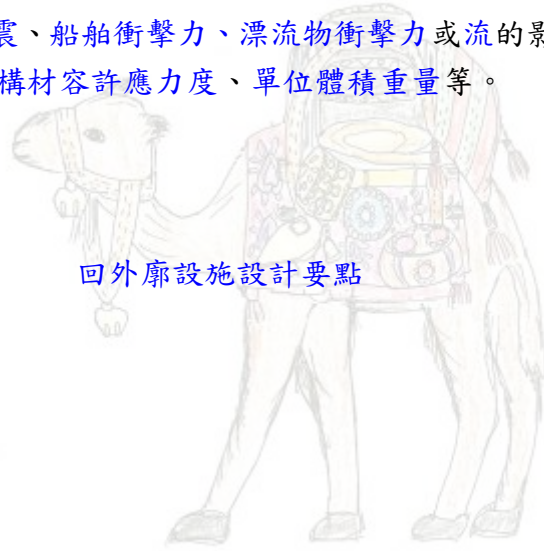 震、船舶衝擊力、漂流物衝擊力或流的影
構材容許應力度、單位體積重量等。
回外廓設施設計要點